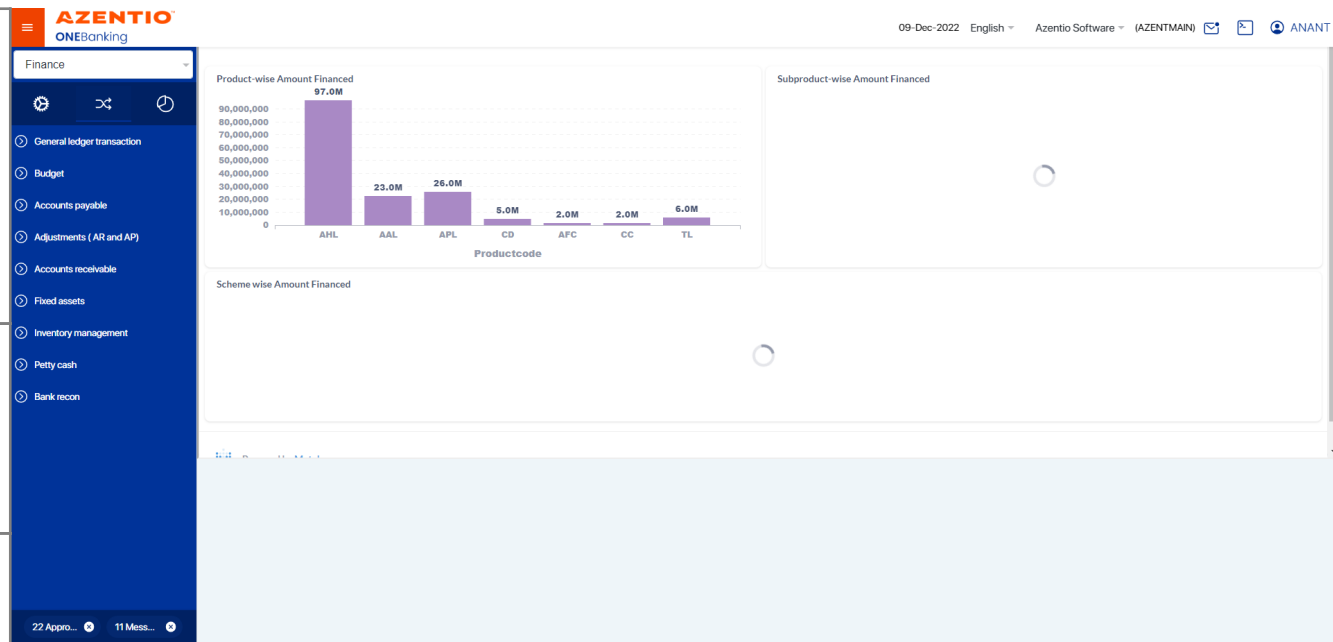 AZENTIO
ONEBanking
09-Dec-2022 English Azentio Software (AZENTMAIN) ANANT
Finance
General ledger transaction
Budget
Accounts payable
Adjustments ( AR and AP)
Accounts receivable
Fixed assets
Inventory management
Petty cash
Bank recon
22 Appro...
11 Mess...
Product-wise Amount Financed
97.0M
90,000,000
80,000,000
70,000,000
60,000,000
50,000,000
40,000,000
30,000,000
20,000,000
10,000,000
0
23.0M
26.0M
5.0M
2.0M
2.0M
6.0M
AHL AAL APL CD AFC CC TL
Productcode
Subproduct-wise Amount Financed
Scheme wise Amount Financed